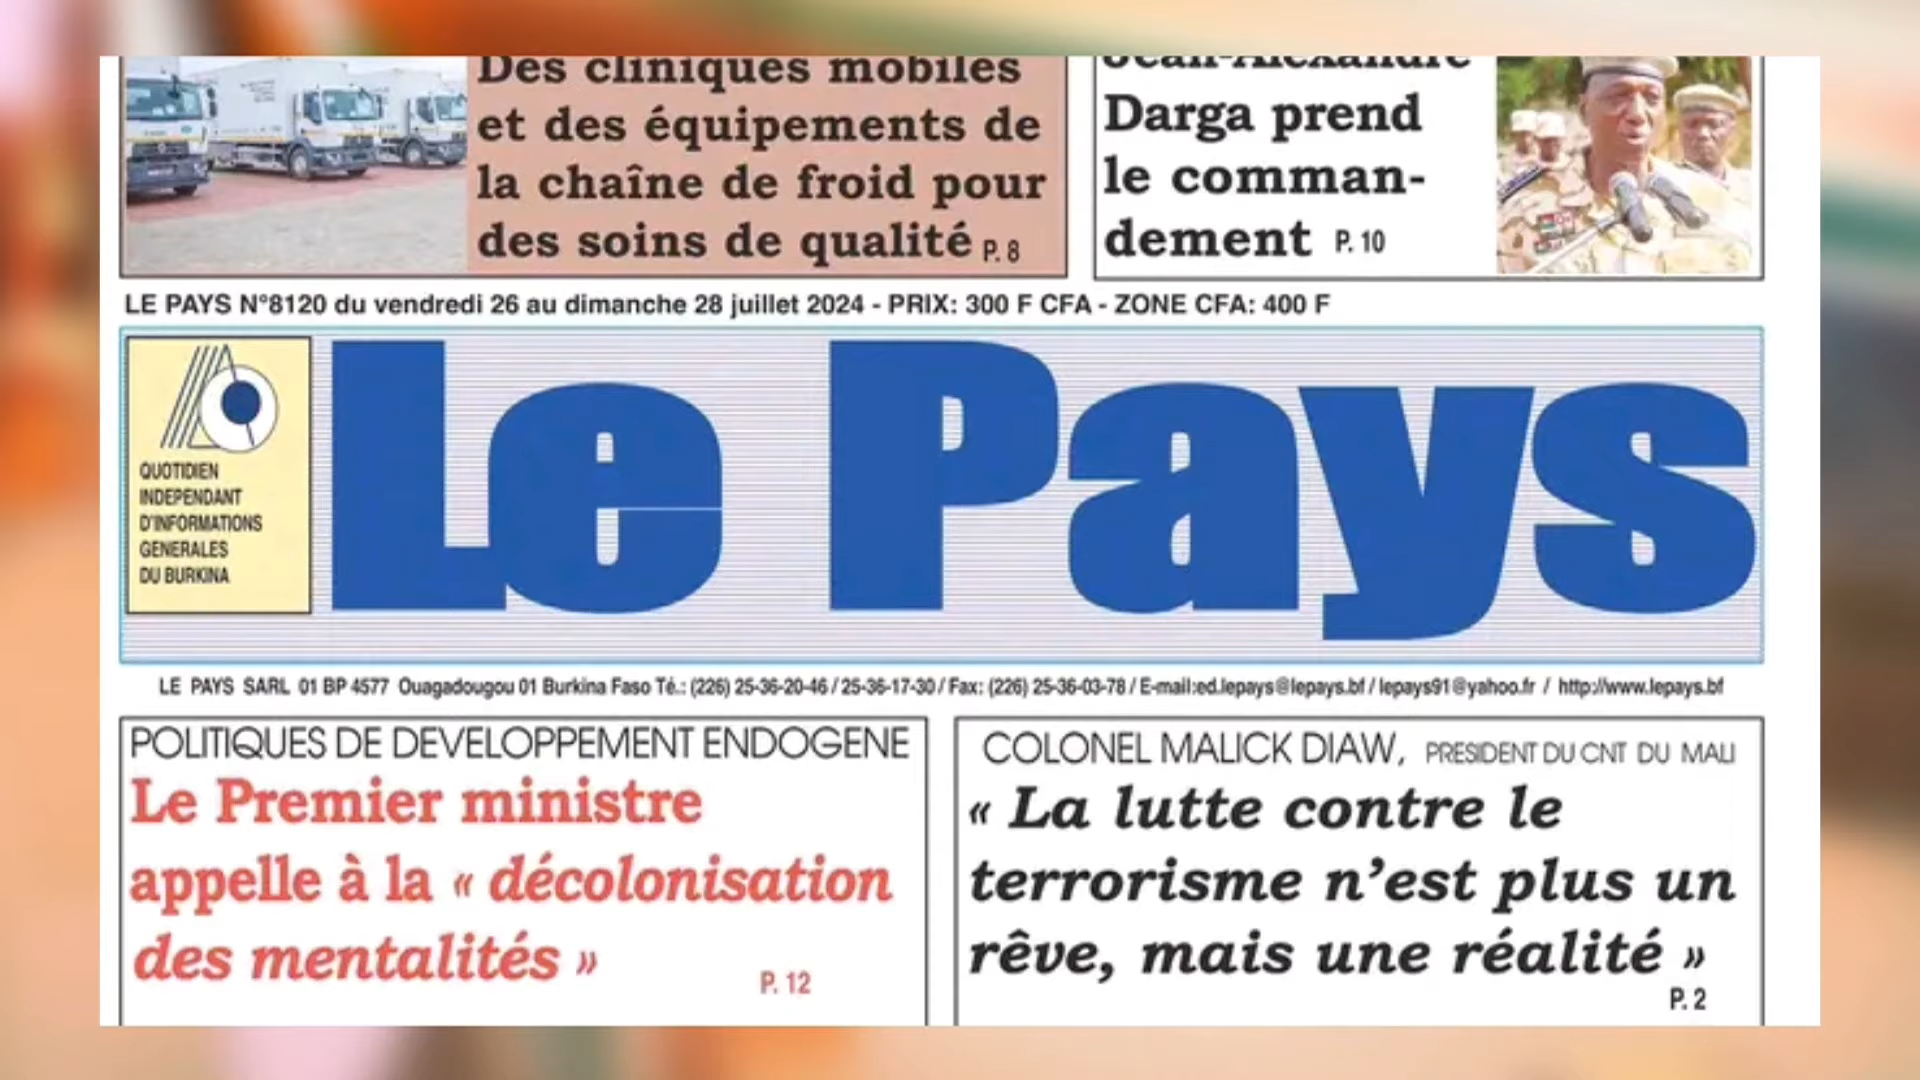 Des cliniques mobiles
et des équipements de
la chaîne de froid pour
des soins de qualité P. 8
Jean-Alexandre
Darga prend
le comman-
dement P. 10
LE PAYS N°8120 du vendredi 26 au dimanche 28 juillet 2024 - PRIX: 300 F CFA - ZONE CFA: 400 F
QUOTIDIEN
INDEPENDANT
D'INFORMATIONS
GENERALES
DU BURKINA
Le Pays
LE PAYS SARL 01 BP 4577 Ouagadougou 01 Burkina Faso Té.: (226) 25-36-20-46 / 25-36-17-30 / Fax: (226) 25-36-03-78 / E-mail:ed.lepays@lepays.bf / lepays91@yahoo.fr / http://www.lepays.bf
POLITIQUES DE DEVELOPPEMENT ENDOGENE
Le Premier ministre
appelle à la « décolonisation
des mentalités »
P. 12
COLONEL MALICK DIAW, PRESIDENT DU CNT DU MALI
« La lutte contre le
terrorisme n'est plus un
rêve, mais une réalité »
P. 2